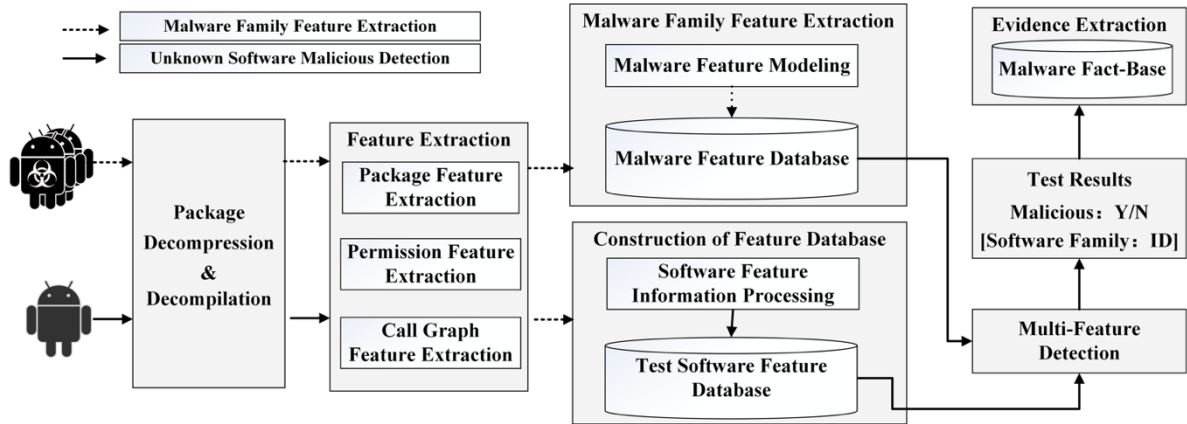 Malware Family Feature Extraction
Unknown Software Malicious Detection
Package
Decompression
&
Decompilation
Feature Extraction
Package Feature
Extraction
Permission Feature
Extraction
Call Graph
Feature Extraction
Malware Family Feature Extraction
Malware Feature Modeling
Malware Feature Database
Construction of Feature Database
Software Feature
Information Processing
Test Software Feature
Database
Evidence Extraction
Malware Fact-Base
Test Results
Malicious：Y/N
[Software Family：ID]
Multi-Feature
Detection